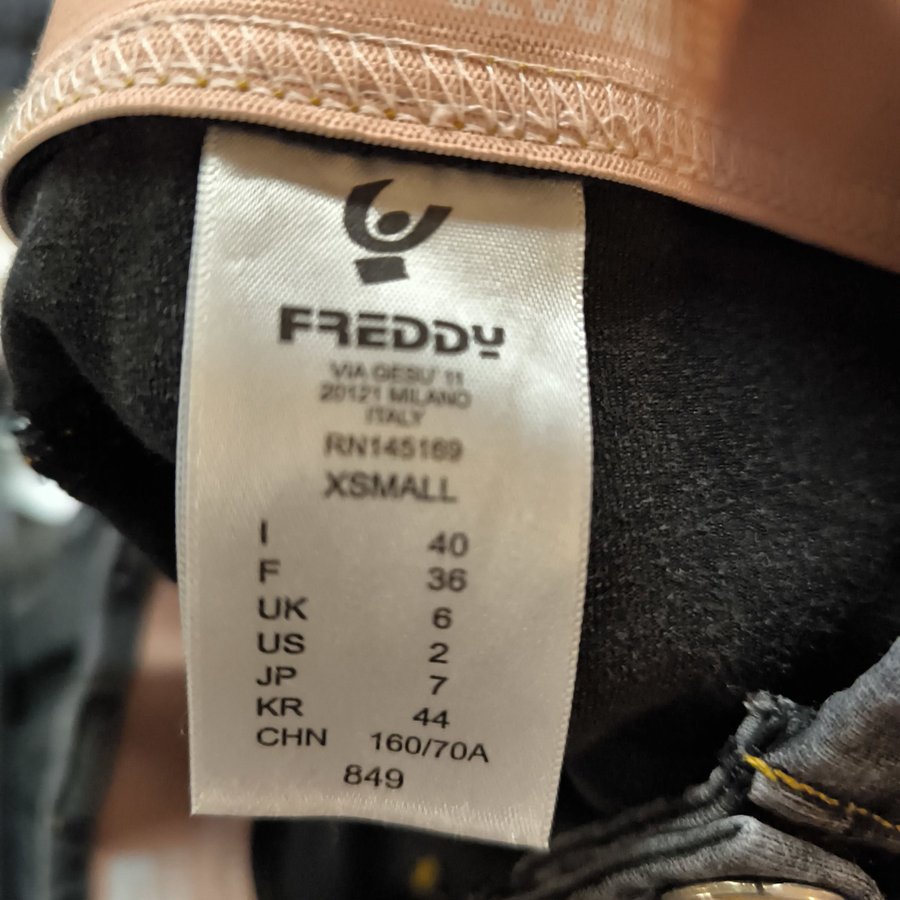 FREDDY
VIA GESU' 11
20121 MILANO
ITALY
RN145169
XSMALL
I 40
F 36
UK 6
US 2
JP 7
KR 44
CHN 160/70A
849